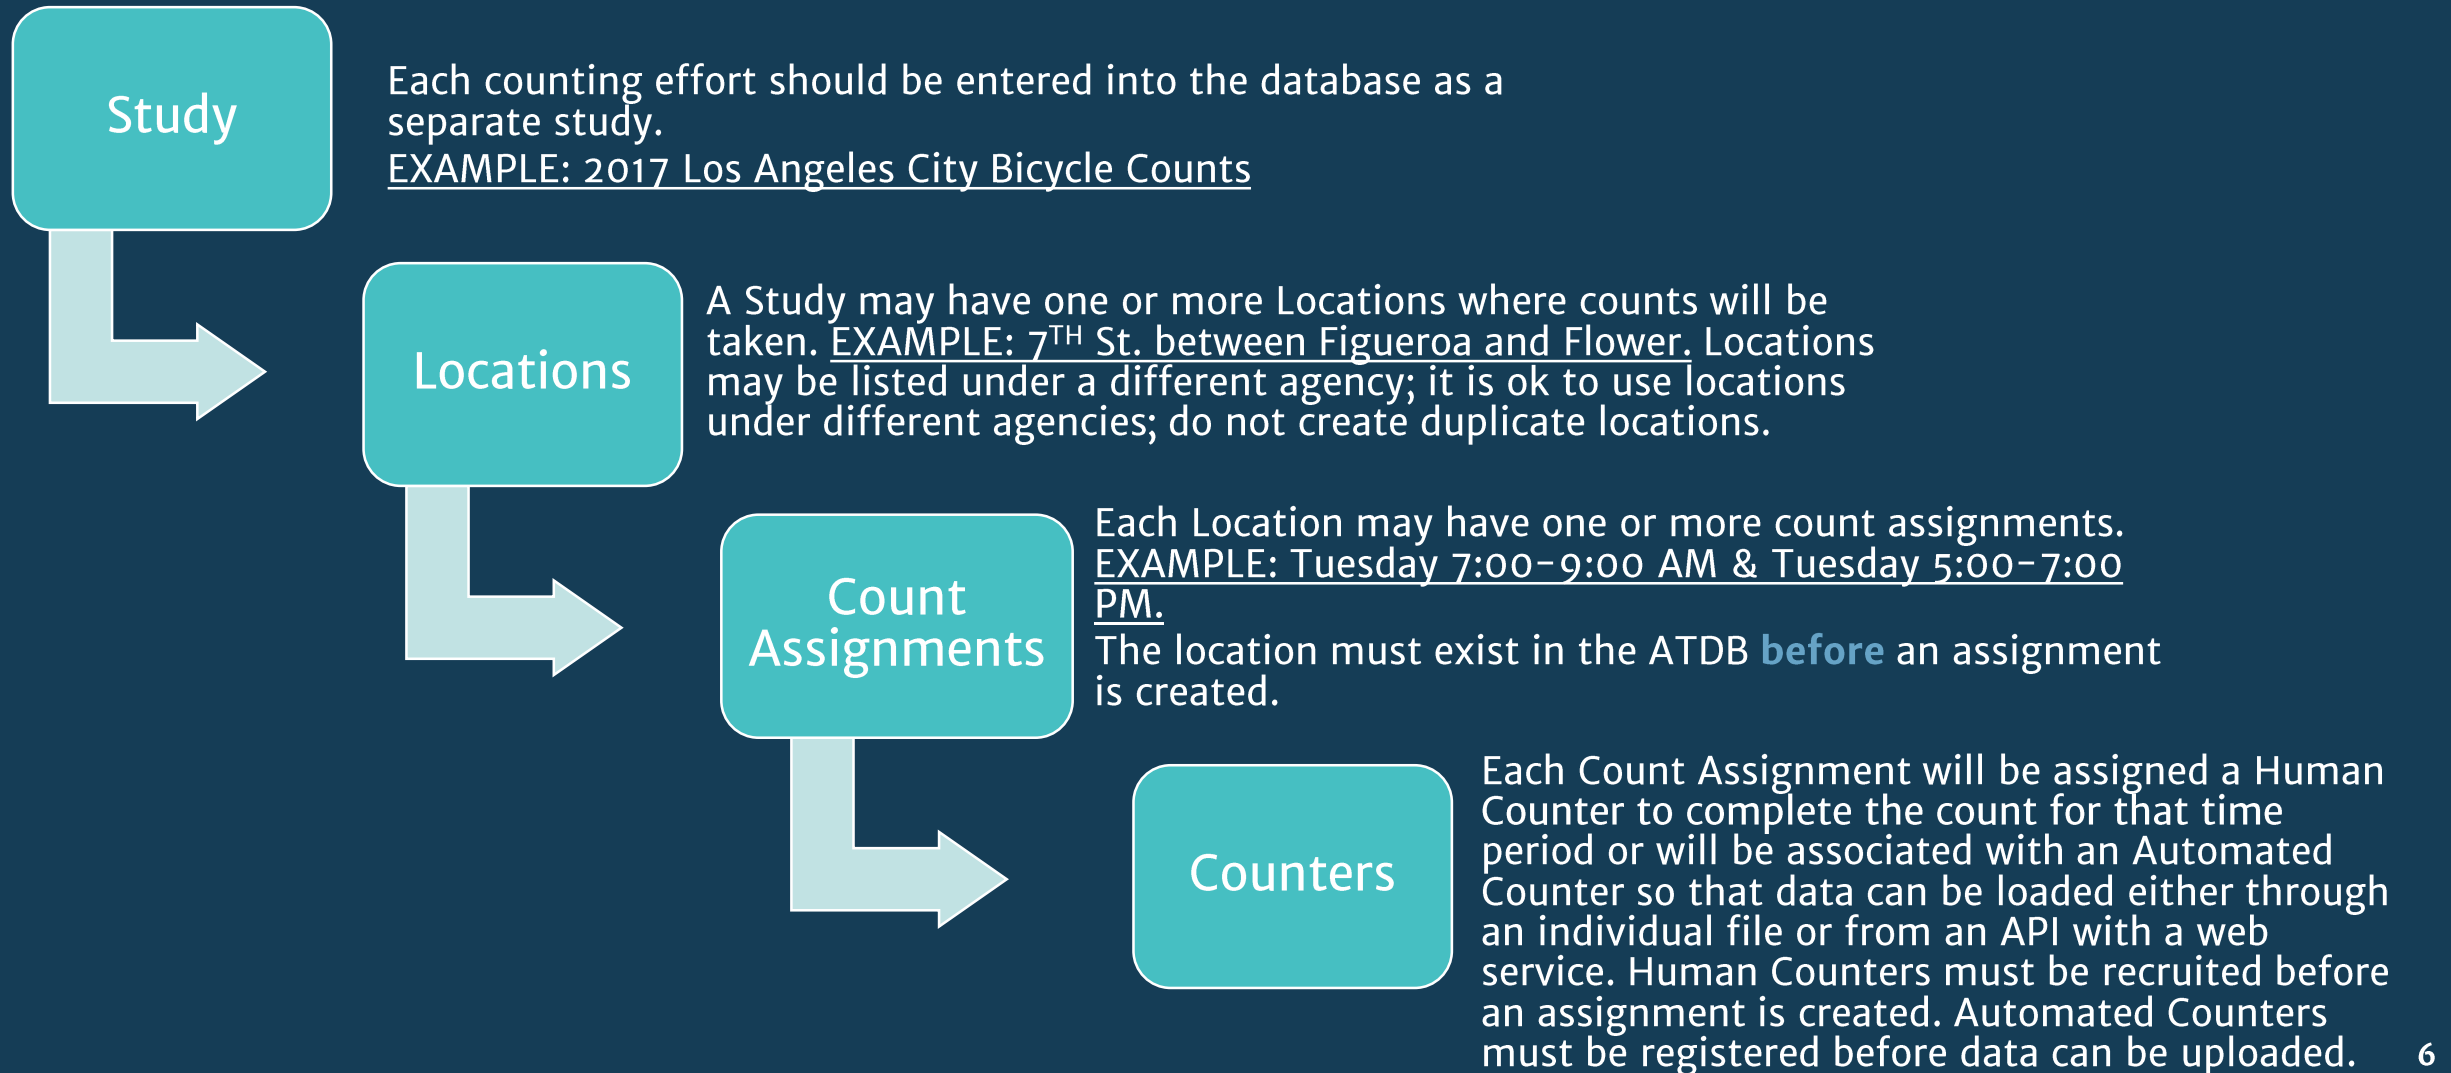 Study
Each counting effort should be entered into the database as a
separate study.
EXAMPLE: 2017 Los Angeles City Bicycle Counts
Locations
A Study may have one or more Locations where counts will be
taken. EXAMPLE: 7TH St. between Figueroa and Flower. Locations
may be listed under a different agency; it is ok to use locations
under different agencies; do not create duplicate locations.
Count
Assignments
Each Location may have one or more count assignments.
EXAMPLE: Tuesday 7:00-9:00 AM & Tuesday 5:00-7:00
PM.
The location must exist in the ATDB before an assignment
is created.
Counters
Each Count Assignment will be assigned a Human
Counter to complete the count for that time
period or will be associated with an Automated
Counter so that data can be loaded either through
an individual file or from an API with a web
service. Human Counters must be recruited before
an assignment is created. Automated Counters
must be registered before data can be uploaded.
6